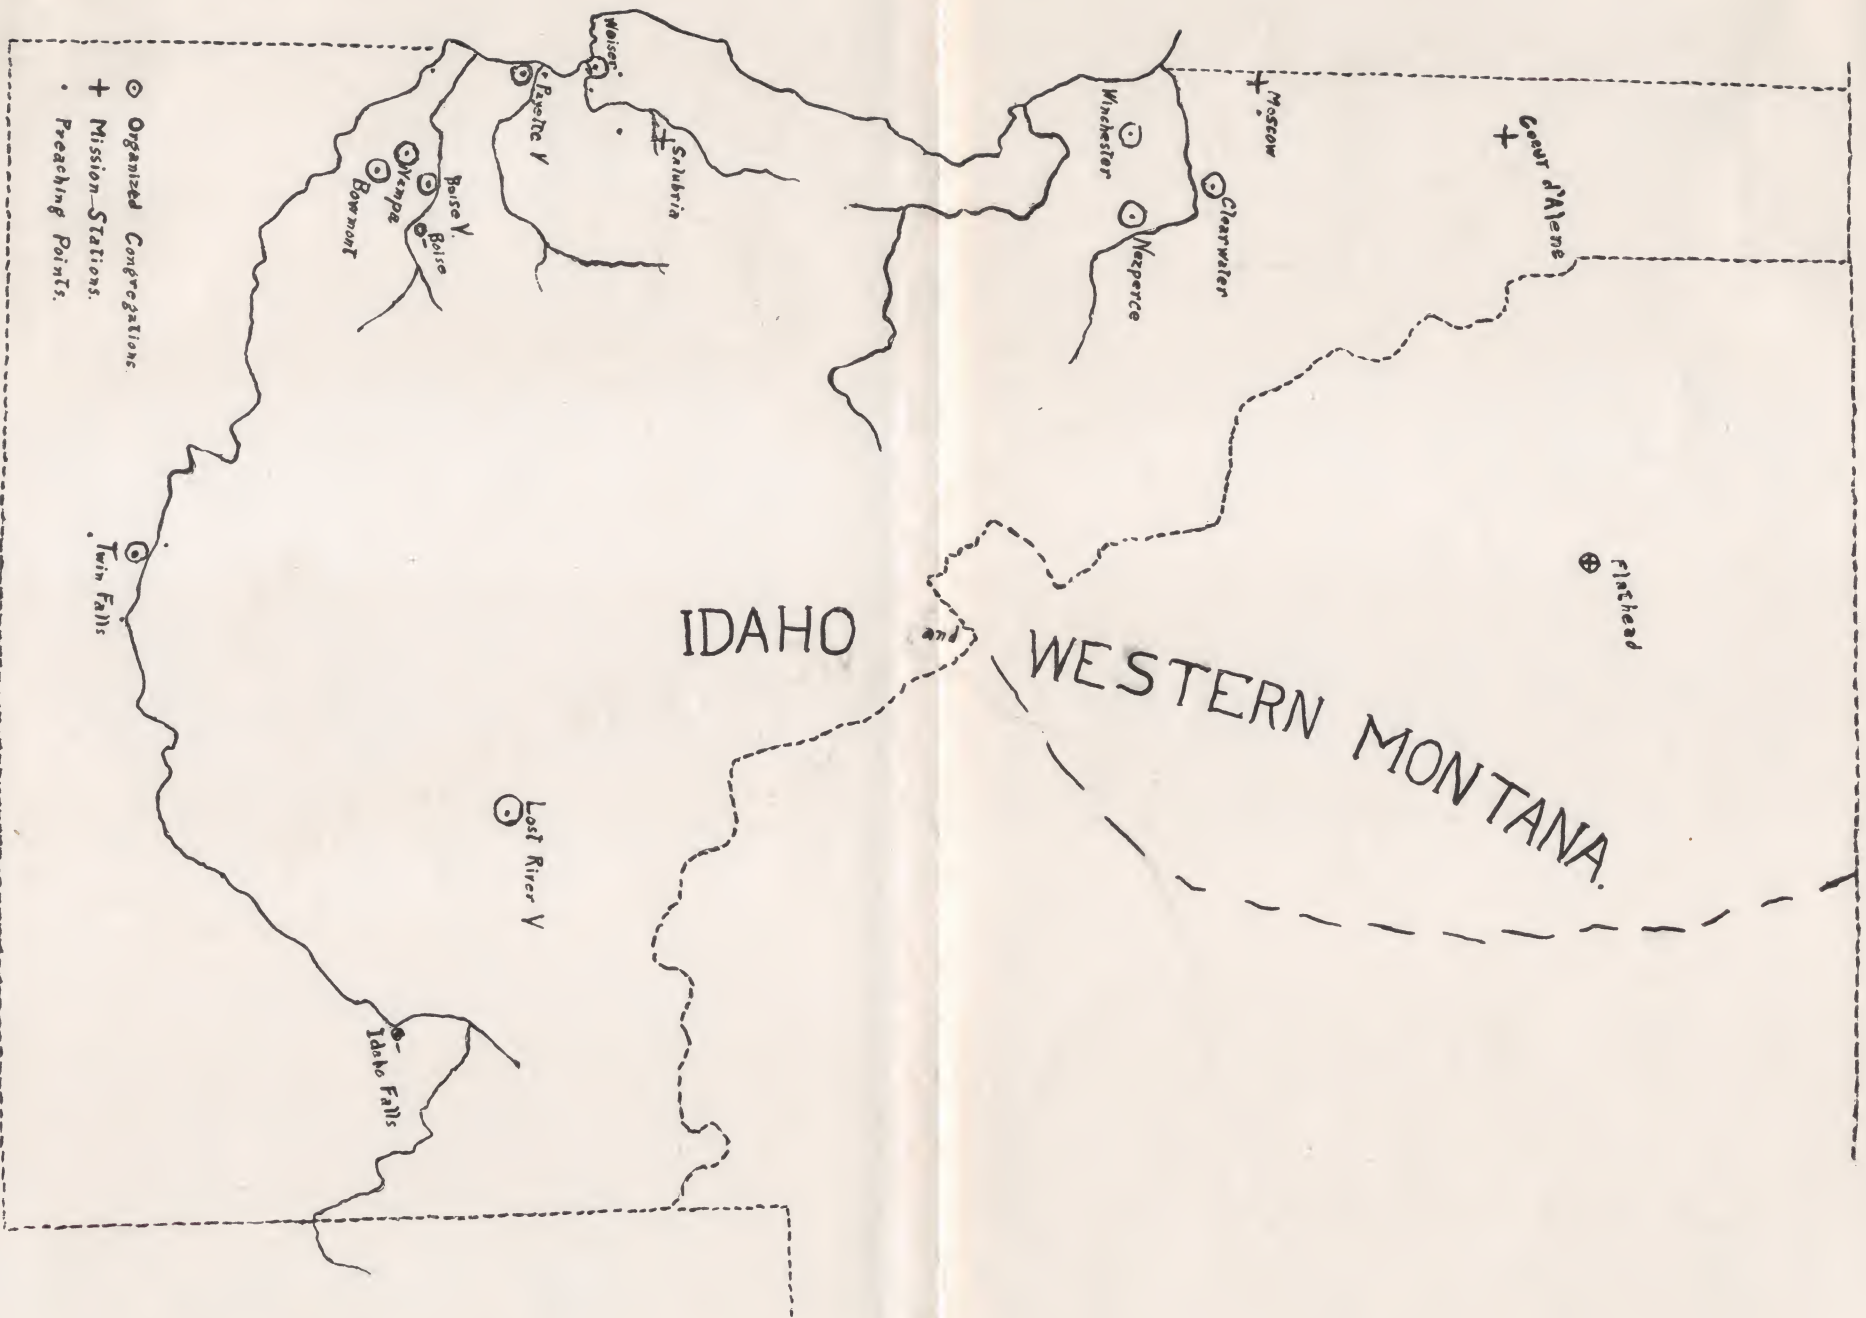 IDAHO
and
WESTERN MONTANA.
Coeur d'Alene
Moscow
Clearwater
Winchester
Nezperce
Flathead
Weiser
Salubria
Payette V
Boise V.
Boise
Nampa
Bowmont
Lost River V
Twin Falls
Idaho Falls
Organized Congregations.
Mission Stations.
Preaching Points.